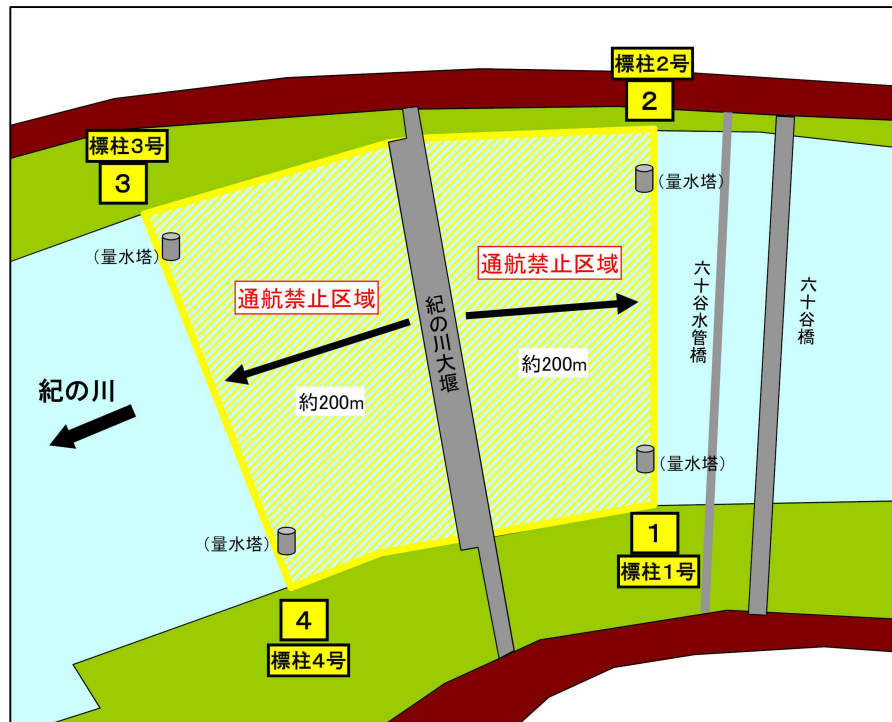 標柱2号
2
標柱3号
3
(量水塔)
(量水塔)
通航禁止区域
通航禁止区域
六十谷水管橋
六十谷橋
紀の川大堰
約200m
約200m
紀の川
(量水塔)
(量水塔)
1
標柱1号
4
標柱4号